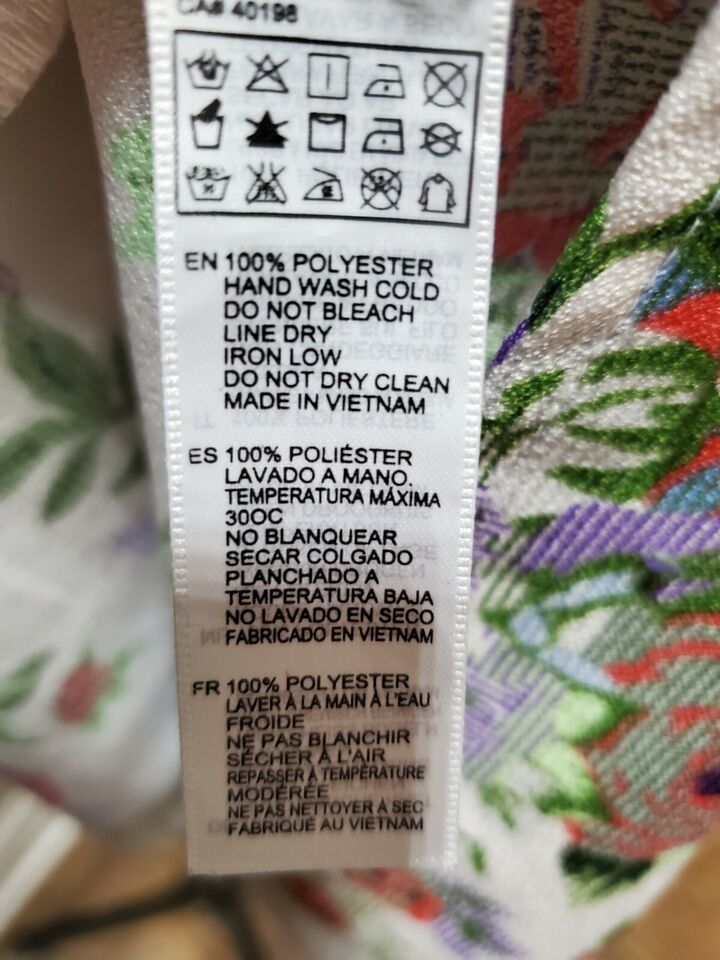 CA# 40198
EN 100% POLYESTER
HAND WASH COLD
DO NOT BLEACH
LINE DRY
IRON LOW
DO NOT DRY CLEAN
MADE IN VIETNAM
ES 100% POLIÉSTER
LAVADO A MANO.
TEMPERATURA MÁXIMA
30OC
NO BLANQUEAR
SECAR COLGADO
PLANCHADO A
TEMPERATURA BAJA
NO LAVADO EN SECO
FABRICADO EN VIETNAM
FR 100% POLYESTER
LAVER À LA MAIN À L'EAU
FROIDE
NE PAS BLANCHIR
SÉCHER À L'AIR
REPASSER À TEMPÉRATURE
MODÉRÉE
NE PAS NETTOYER À SEC
FABRIQUÉ AU VIETNAM